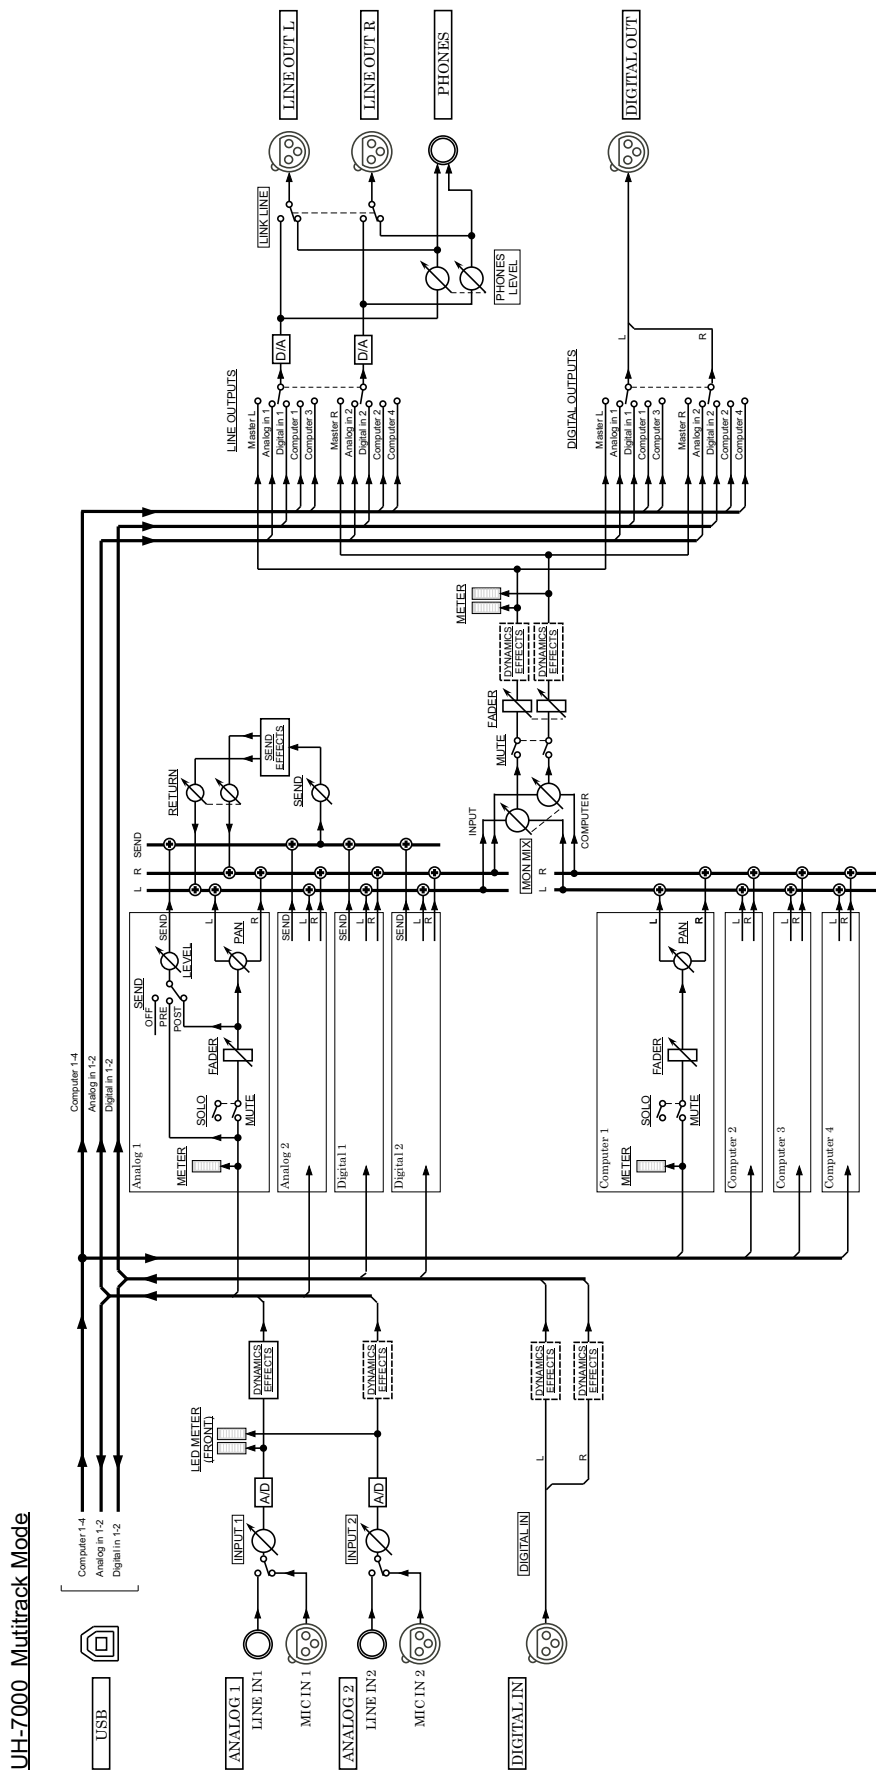 UH-7000 Mutitrack Mode
USB
Computer 1-4
Analog in 1-2
Digital in 1-2
ANALOG 1
LINE IN1
MIC IN 1
INPUT 1
A/D
LED METER
(FRONT)
DYNAMICS
EFFECTS
ANALOG 2
LINE IN2
MIC IN 2
INPUT 2
A/D
DYNAMICS
EFFECTS
DIGITAL IN
DIGITAL IN
L
R
DYNAMICS
EFFECTS
DYNAMICS
EFFECTS
Computer 1-4
Analog in 1-2
Digital in 1-2
Analog 1
METER
SOLO
MUTE
FADER
SEND
OFF
PRE
POST
LEVEL
PAN
SEND
L
R
Analog 2
SEND
L
R
Digital 1
SEND
L
R
Digital 2
SEND
L
R
Computer 1
METER
SOLO
MUTE
FADER
PAN
L
R
Computer 2
L
R
Computer 3
L
R
Computer 4
L
R
L
R
SEND
RETURN
SEND
SEND
EFFECTS
L
R
MON MIX
INPUT
COMPUTER
MUTE
FADER
DYNAMICS
EFFECTS
DYNAMICS
EFFECTS
METER
LINE OUTPUTS
Master L
Analog in 1
Digital in 1
Computer 1
Computer 3
Master R
Analog in 2
Digital in 2
Computer 2
Computer 4
D/A
D/A
LINK LINE
PHONES
LEVEL
LINE OUT L
LINE OUT R
PHONES
DIGITAL OUTPUTS
Master L
Analog in 1
Digital in 1
Computer 1
Computer 3
Master R
Analog in 2
Digital in 2
Computer 2
Computer 4
L
R
DIGITAL OUT